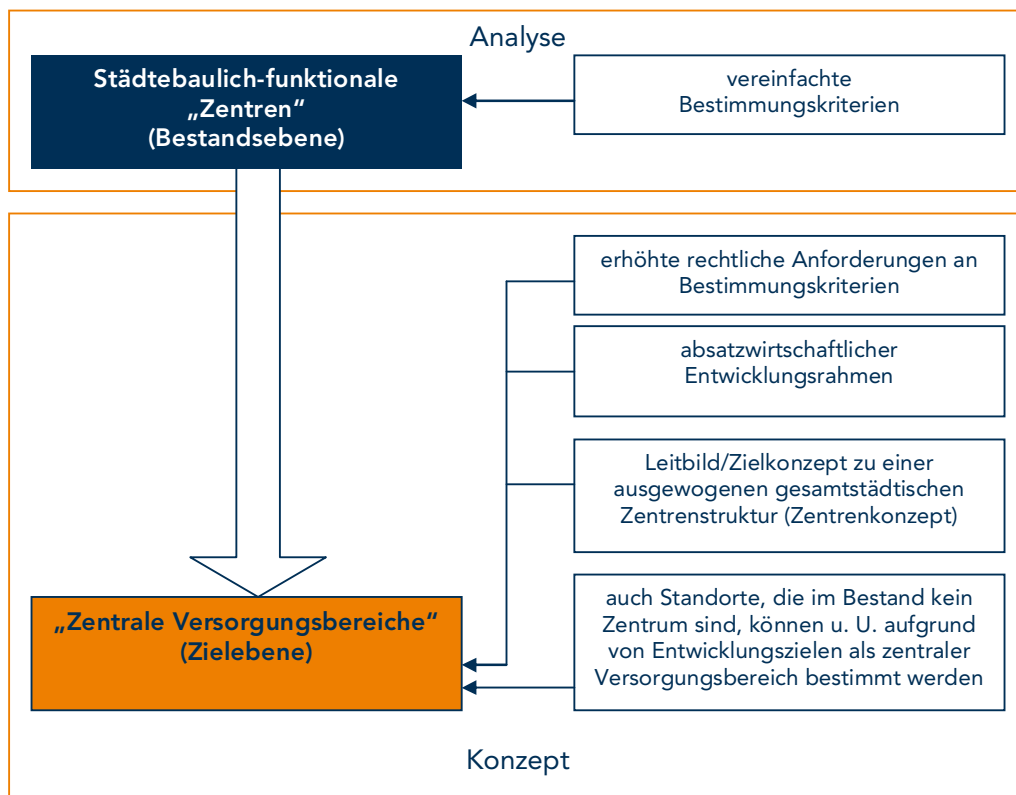 Analyse
Städtebaulich-funktionale
„Zentren“
(Bestandsebene)
vereinfachte
Bestimmungskriterien
erhöhte rechtliche Anforderungen an
Bestimmungskriterien
absatzwirtschaftlicher
Entwicklungsrahmen
Leitbild/Zielkonzept zu einer
ausgewogenen gesamtstädtischen
Zentrenstruktur (Zentrenkonzept)
auch Standorte, die im Bestand kein
Zentrum sind, können u. U. aufgrund
von Entwicklungszielen als zentraler
Versorgungsbereich bestimmt werden
„Zentrale Versorgungsbereiche“
(Zielebene)
Konzept